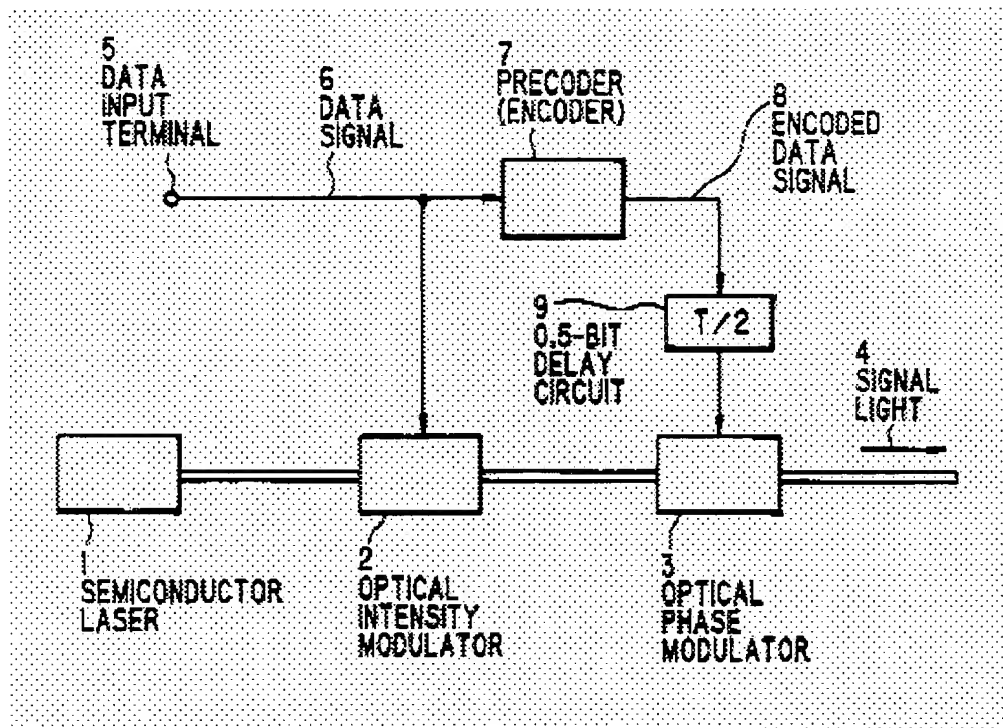 5
DATA
INPUT
TERMINAL
6
DATA
SIGNAL
7
PRECODER
(ENCODER)
8
ENCODED
DATA
SIGNAL
9
0.5-BIT
DELAY
CIRCUIT
T/2
4
SIGNAL
LIGHT
1
SEMICONDUCTOR
LASER
2
OPTICAL
INTENSITY
MODULATOR
3
OPTICAL
PHASE
MODULATOR